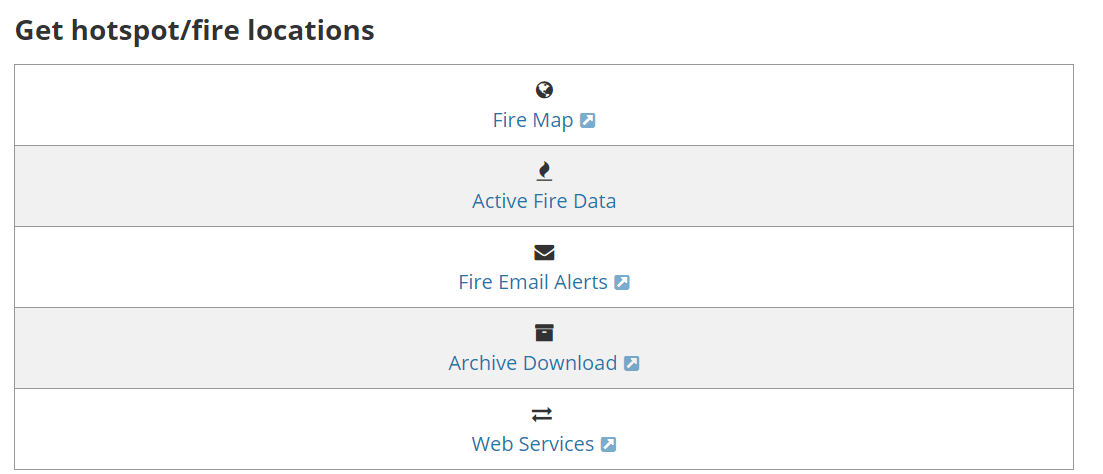 Get hotspot/fire locations
Fire Map
Active Fire Data
Fire Email Alerts
Archive Download
Web Services